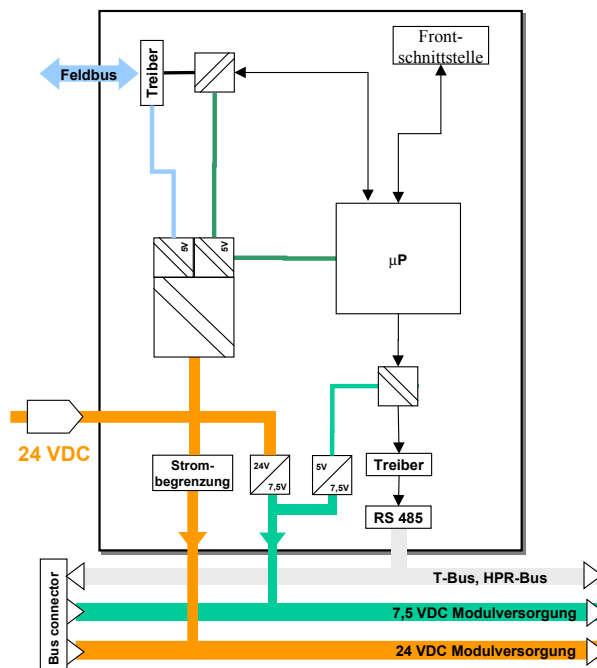 Front-
schnittstelle
Feldbus
Treiber
5V
5V
µP
24 VDC
Strom-
begrenzung
24V
7,5V
5V
7,5V
Treiber
RS 485
Bus connector
T-Bus, HPR-Bus
7,5 VDC Modulversorgung
24 VDC Modulversorgung